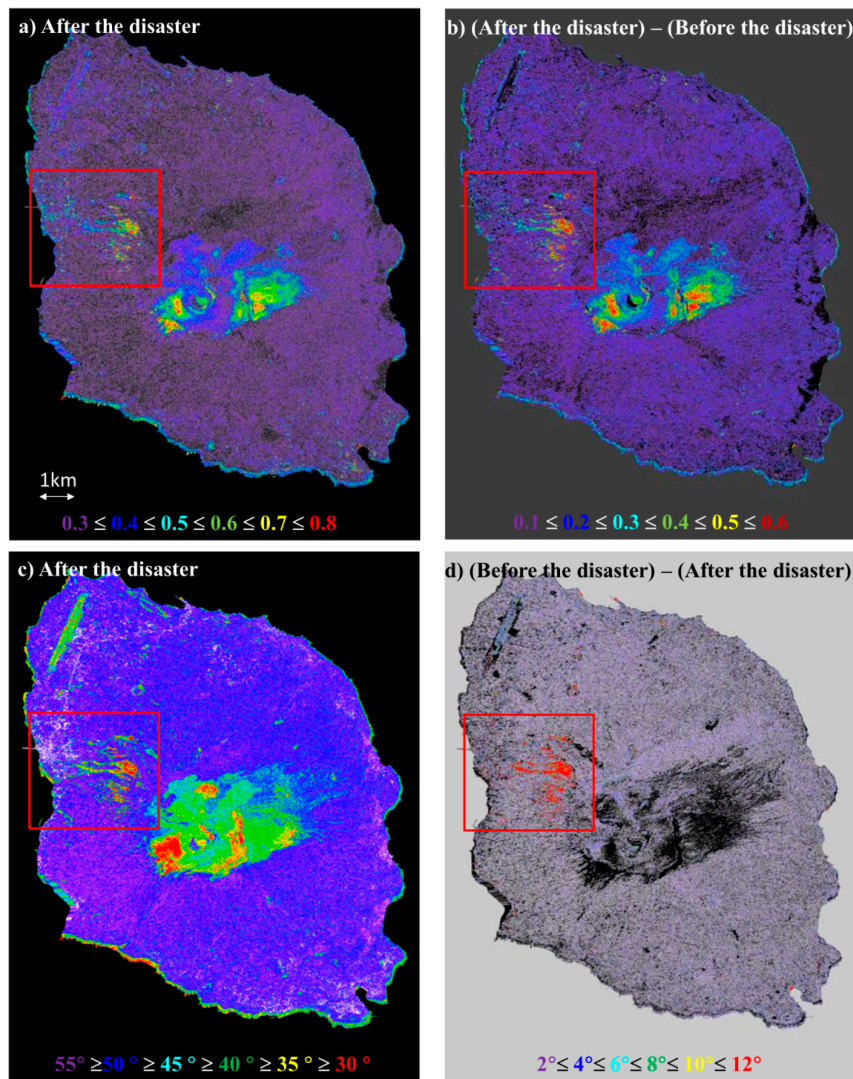 a) After the disaster
b) (After the disaster) – (Before the disaster)
1km
0.3 ≤ 0.4 ≤ 0.5 ≤ 0.6 ≤ 0.7 ≤ 0.8
0.1 ≤ 0.2 ≤ 0.3 ≤ 0.4 ≤ 0.5 ≤ 0.6
c) After the disaster
d) (Before the disaster) – (After the disaster)
55° ≥50 ° ≥ 45 ° ≥ 40 ° ≥ 35 ° ≥ 30 °
2°≤ 4°≤ 6°≤ 8°≤ 10°≤ 12°